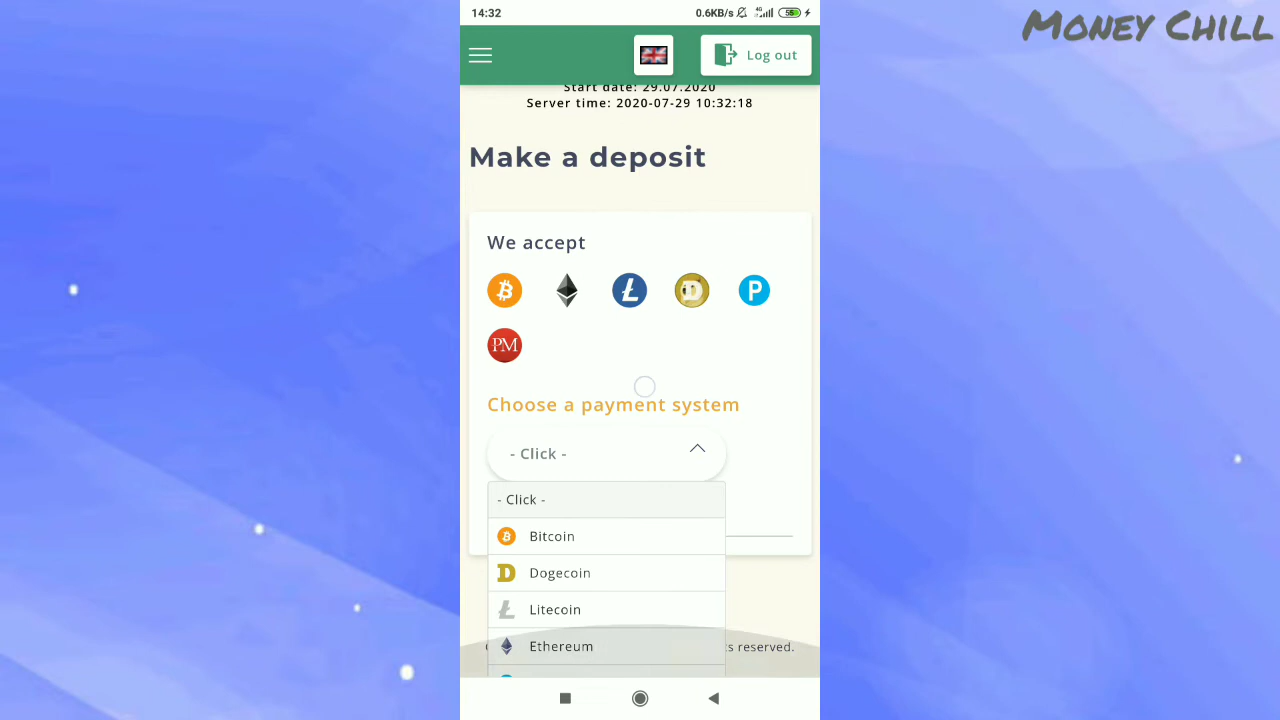 14:32
0.6KB/s
4G
Money Chill
Log out
Start date: 29.07.2020
Server time: 2020-07-29 10:32:18
Make a deposit
We accept
PM
Choose a payment system
- Click -
- Click -
Bitcoin
Dogecoin
Litecoin
Ethereum
s reserved.